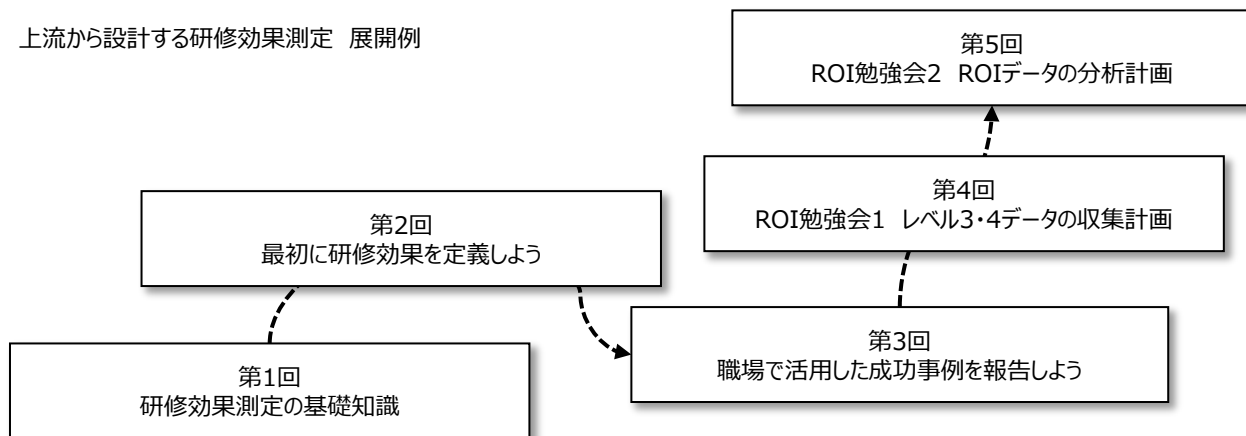 上流から設計する研修効果測定 展開例
第5回
ROI勉強会2 ROIデータの分析計画
第4回
ROI勉強会1 レベル3・4データの収集計画
第2回
最初に研修効果を定義しよう
第3回
職場で活用した成功事例を報告しよう
第1回
研修効果測定の基礎知識